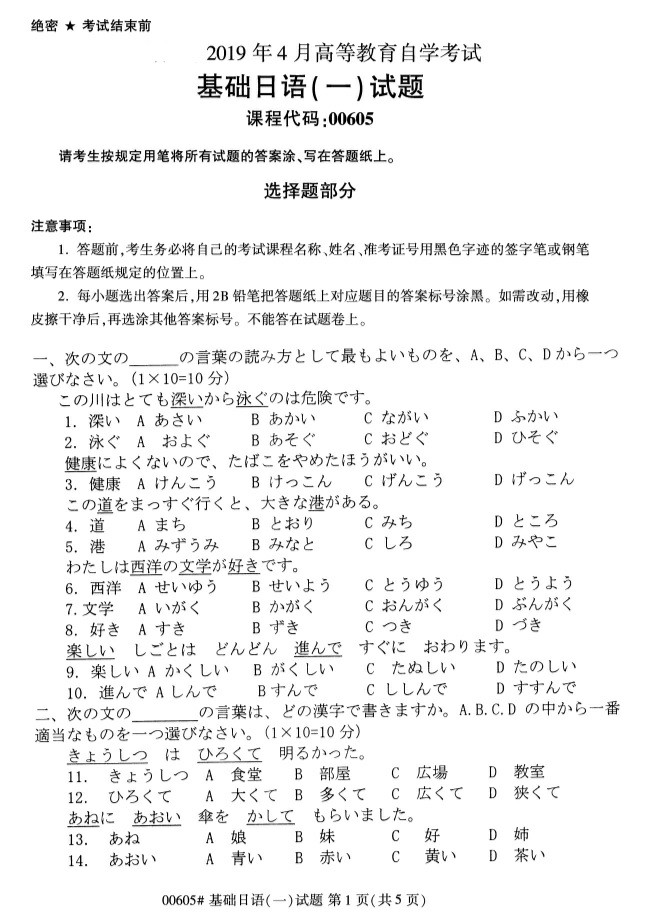 绝密 ★ 考试结束前
2019 年 4 月高等教育自学考试
基础日语(一)试题
课程代码:00605
请考生按规定用笔将所有试题的答案涂、写在答题纸上。
选择题部分
注意事项:
1. 答题前,考生务必将自己的考试课程名称、姓名、准考证号用黑色字迹的签字笔或钢笔
填写在答题纸规定的位置上。
2. 每小题选出答案后,用 2B 铅笔把答题纸上对应题目的答案标号涂黑。如需改动,用橡
皮擦干净后,再选涂其他答案标号。不能答在试题卷上。
一、次の文の______の言葉の読み方として最もよいものを、A、B、C、Dから一つ
選びなさい。(1×10=10 分)
この川はとても深いから泳ぐのは危険です。
1. 深い A あさい B あかい C ながい D ふかい
2. 泳ぐ A およぐ B あそぐ C おどぐ D ひそぐ
健康によくないので、たばこをやめたほうがいい。
3. 健康 A けんこう B けっこん C げんこう D げっこん
この道をまっすぐ行くと、大きな港がある。
4. 道 A まち B とおり C みち D ところ
5. 港 A みずうみ B みなと C しろ D みやこ
わたしは西洋の文学が好きです。
6. 西洋 A せいゆう B せいよう C とうゆう D とうよう
7. 文学 A いがく B かがく C おんがく D ぶんがく
8. 好き A すき B ずき C つき D づき
楽しい しごとは どんどん 進んで すぐに おわります。
9. 楽しい A かくしい B がくしい C たぬしい D たのしい
10. 進んで A しんで B すんで C ししんで D すすんで
二、次の文の________の言葉は、どの漢字で書きますか。A.B.C.D の中から一番
適当なものを一つ選びなさい。(1×10=10 分)
きょうしつ は ひろくて 明るかった。
11. きょうしつ A 食堂 B 部屋 C 広場 D 教室
12. ひろくて A 大くて B 多くて C 広くて D 狭くて
あねに あおい 傘を かして もらいました。
13. あね A 娘 B 妹 C 好 D 姉
14. あおい A 青い B 赤い C 黄い D 茶い
00605# 基础日语(一)试题 第 1 页(共 5 页)